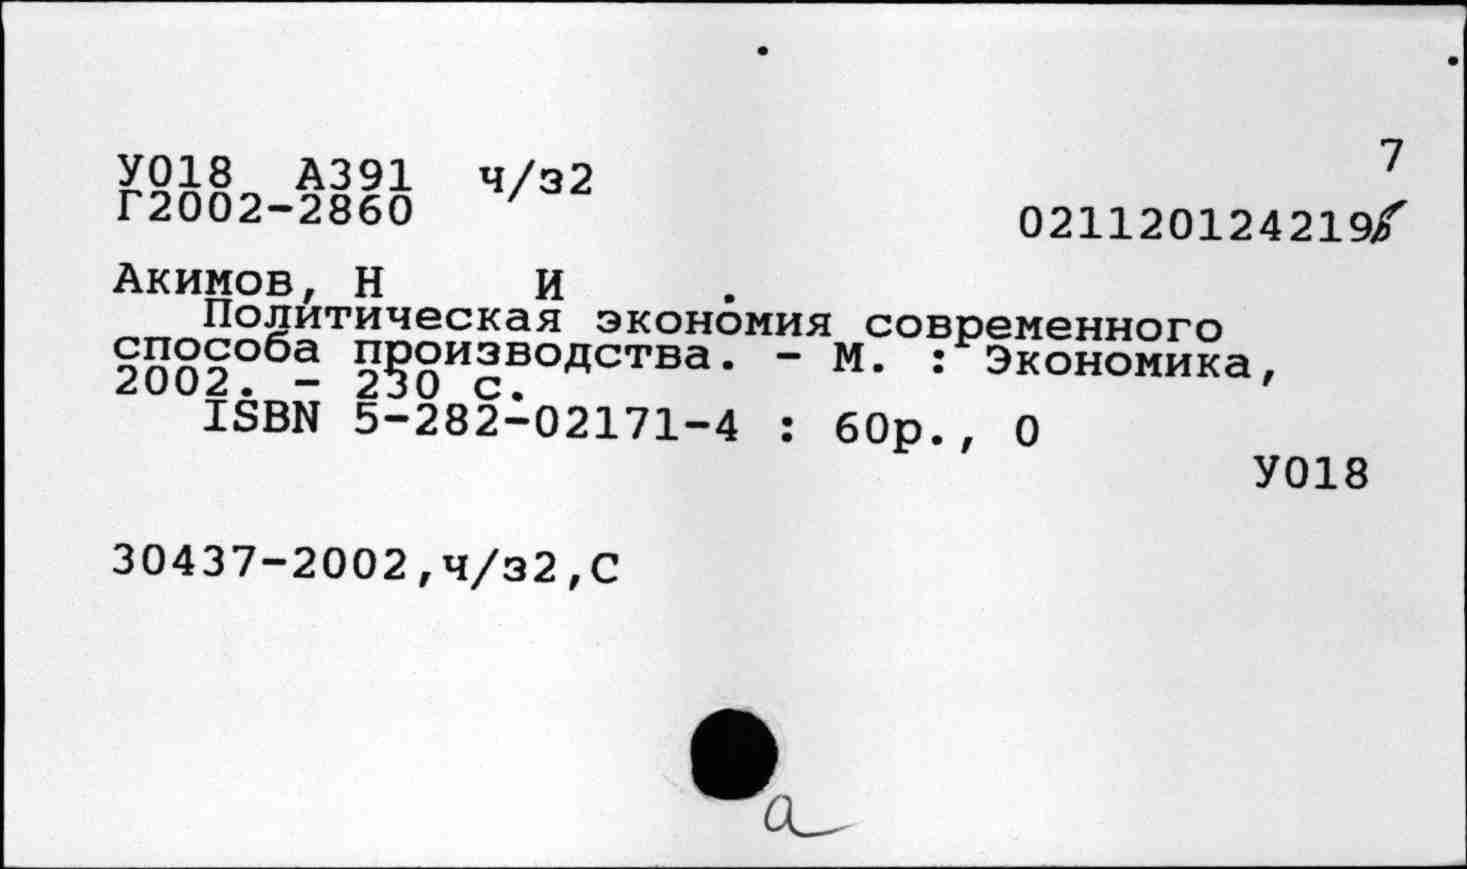 7
У018 А391 ч/з2
Г2002-2860
021120124219
Акимов, Н И .
Политическая экономия современного
способа производства. - М. : Экономика,
2002. - 230 с.
ISBN 5-282-02171-4 : 60р., 0
У018
30437-2002,ч/з2,С
а